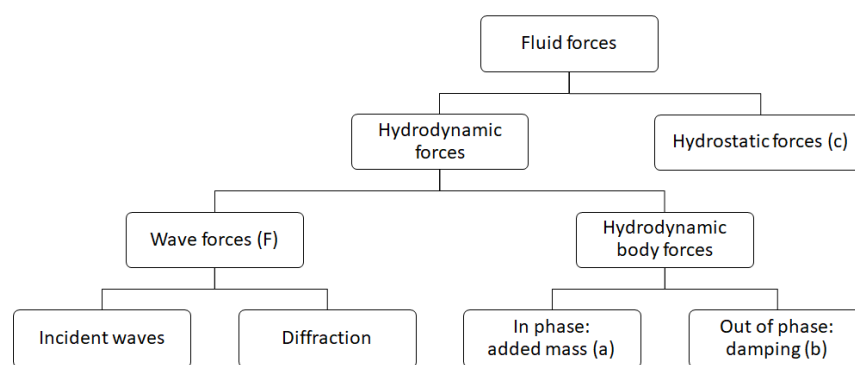 Fluid forces
Hydrodynamic
forces
Hydrostatic forces (c)
Wave forces (F)
Hydrodynamic
body forces
Incident waves
Diffraction
In phase:
added mass (a)
Out of phase:
damping (b)